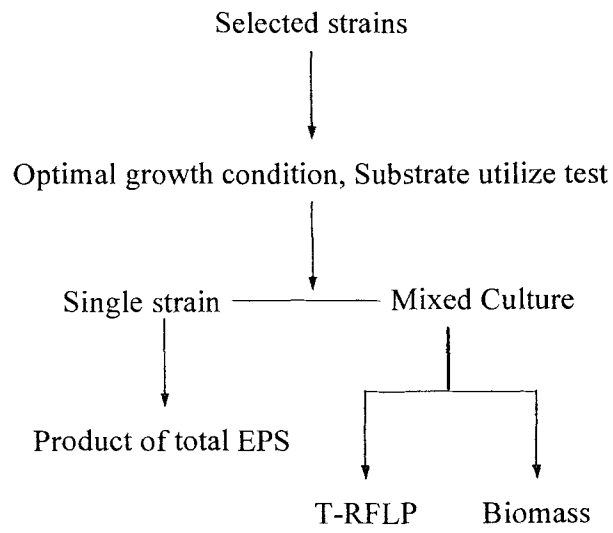 Selected strains
Optimal growth condition, Substrate utilize test
Single strain
Mixed Culture
Product of total EPS
T-RFLP
Biomass